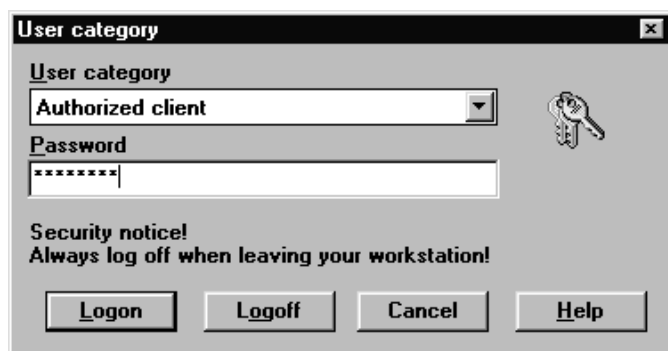 User category
User category
Authorized client
Password
********
Security notice!
Always log off when leaving your workstation!
Logon Logoff Cancel Help